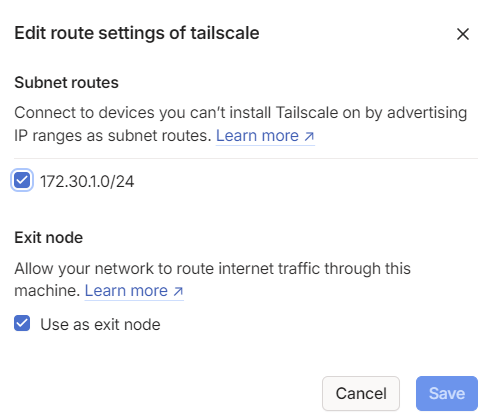 Edit route settings of tailscale
Subnet routes
Connect to devices you can’t install Tailscale on by advertising
IP ranges as subnet routes. Learn more ↗
172.30.1.0/24
Exit node
Allow your network to route internet traffic through this
machine. Learn more ↗
Use as exit node
Cancel Save